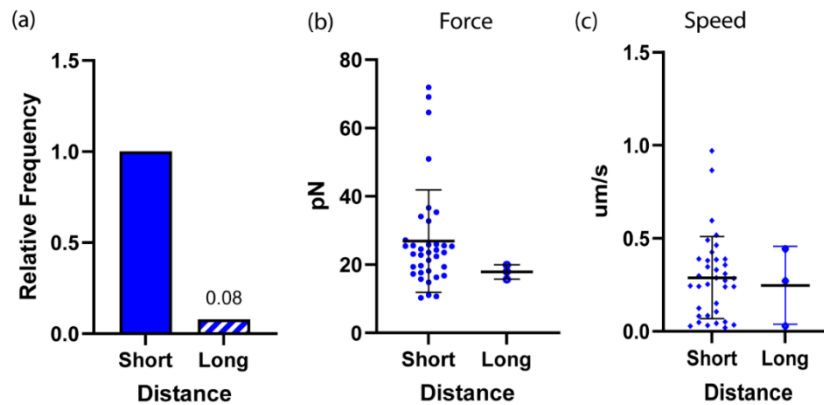 (a)
1.5
1.0
0.5
0.0
Relative Frequency
0.08
Short Long
Distance
(b) Force
80
60
40
20
0
pN
Short Long
Distance
(c) Speed
1.5
1.0
0.5
0.0
um/s
Short Long
Distance